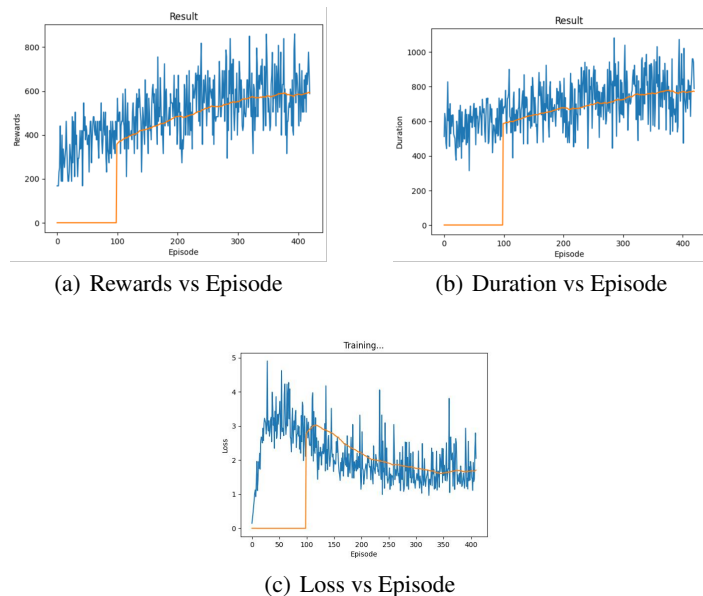 Result
Rewards
800
600
400
200
0
0 100 200 300 400
Episode
(a) Rewards vs Episode
Result
Duration
1000
800
600
400
200
0
0 100 200 300 400
Episode
(b) Duration vs Episode
Training...
Loss
5
4
3
2
1
0
0 50 100 150 200 250 300 350 400
Episode
(c) Loss vs Episode